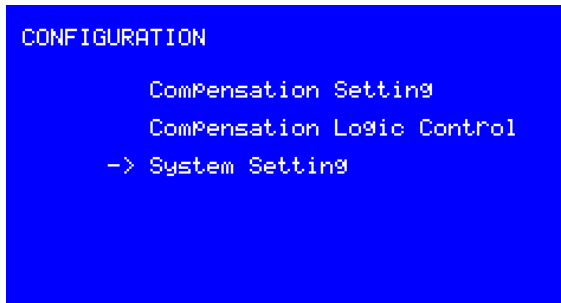 CONFIGURATION
Compensation Setting
Compensation Logic Control
-> System Setting